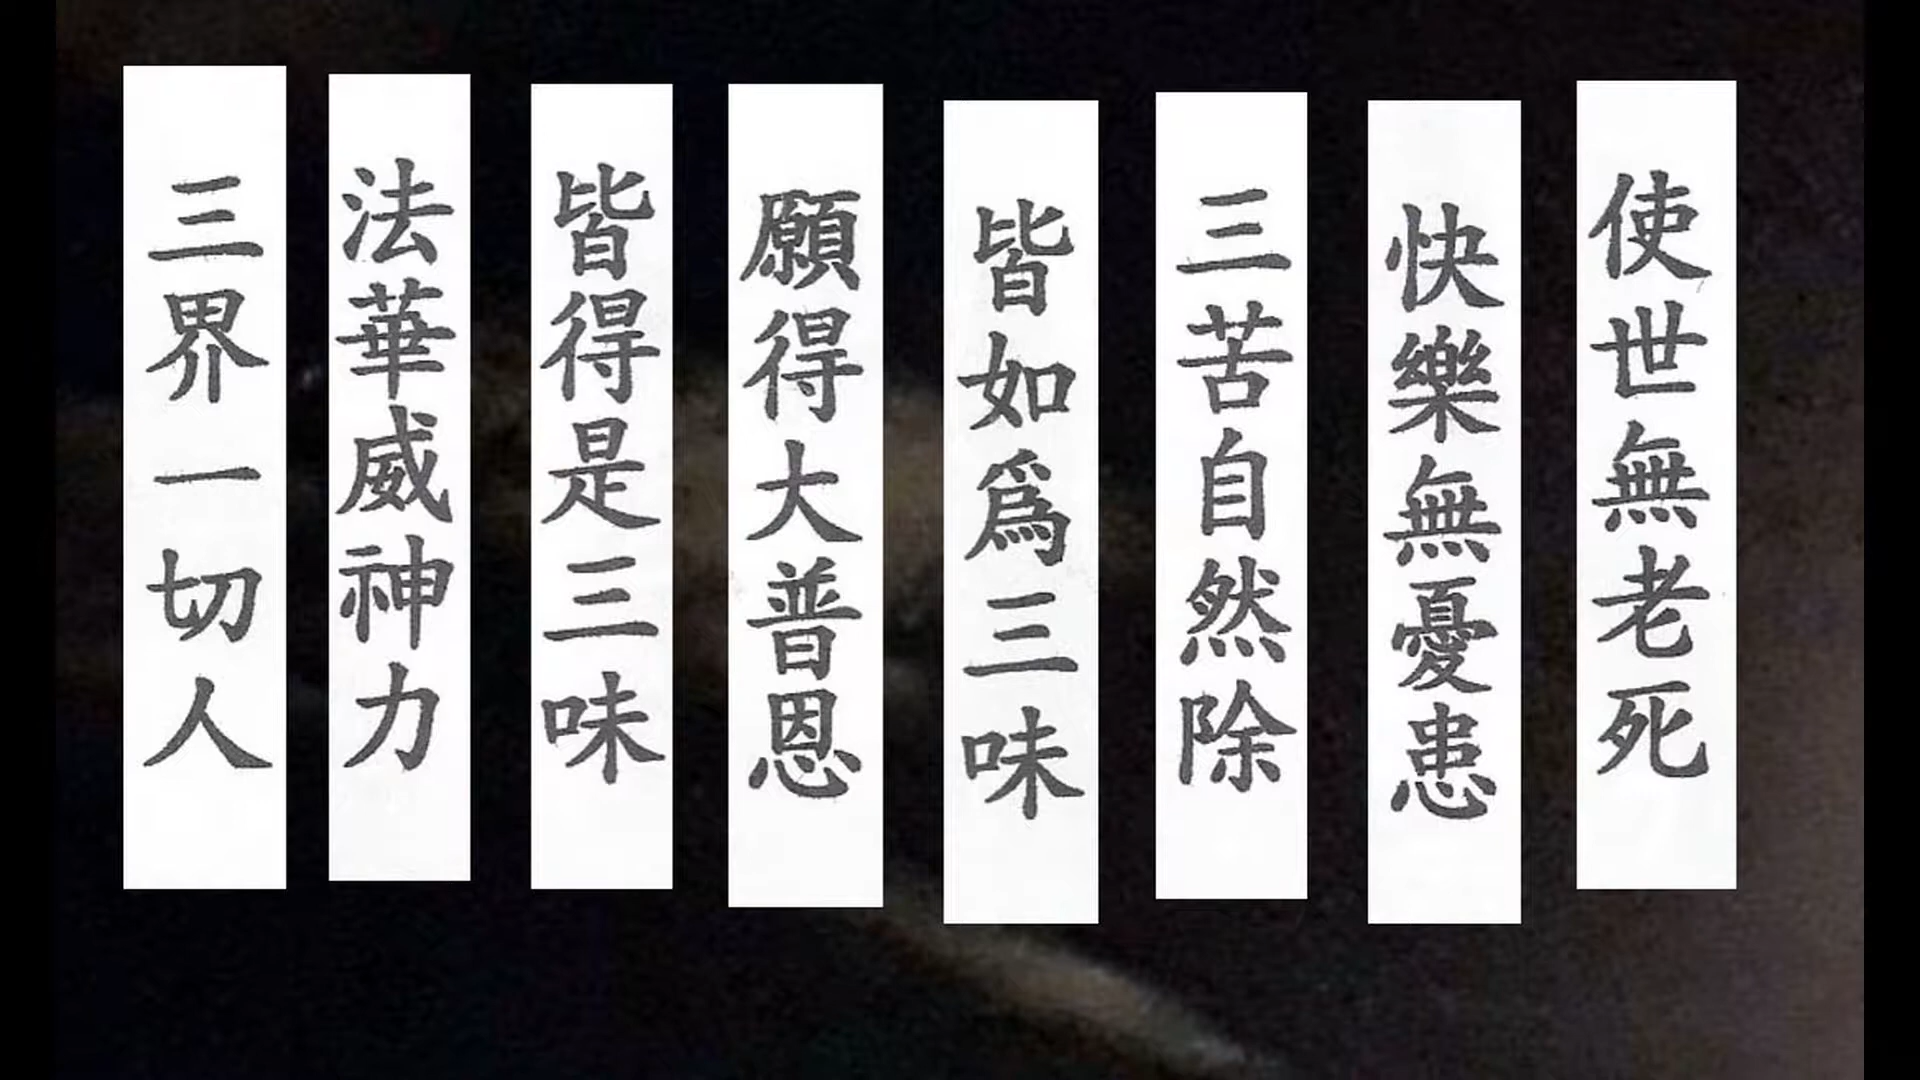 使世無老死
快樂無憂患
三苦自然除
皆如爲三味
願得大普恩
皆得是三味
法華威神力
三界一切人